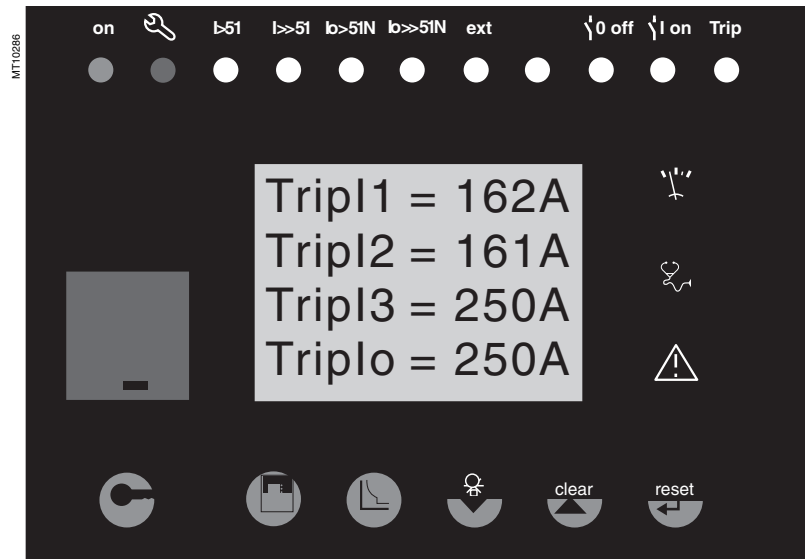 MT10286
on I>51 I>>51 Io>51N Io>>51N ext 0 off I on Trip
TripI1 = 162A
TripI2 = 161A
TripI3 = 250A
TripIo = 250A
clear reset